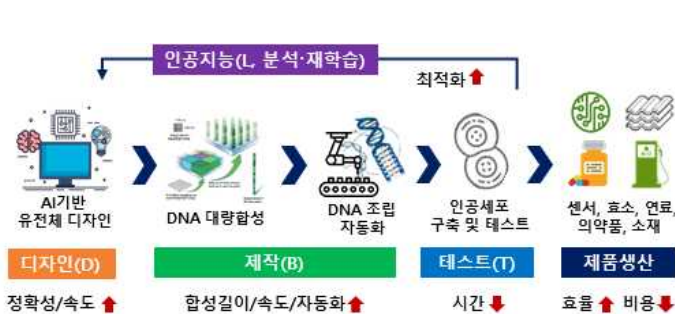 인공지능(L, 분석·재학습)
최적화
AI기반
유전체 디자인
DNA 대량합성
DNA 조립
자동화
인공세포
구축 및 테스트
센서, 효소, 연료,
의약품, 소재
디자인(D)
제작(B)
테스트(T)
제품생산
정확성/속도
합성길이/속도/자동화
시간
효율 비용